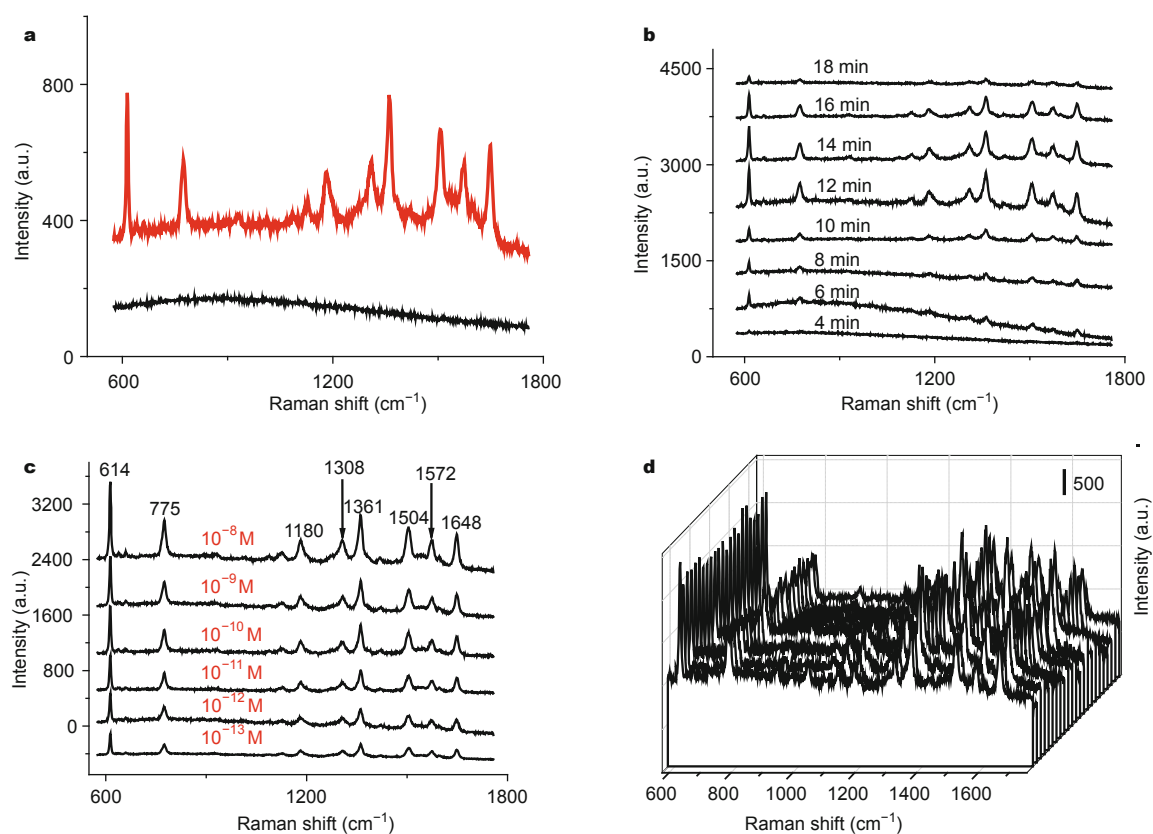 a
800
400
0
600
1200
1800
Intensity (a.u.)
Raman shift (cm⁻¹)
b
4500
3000
1500
0
600
1200
1800
18 min
16 min
14 min
12 min
10 min
8 min
6 min
4 min
Intensity (a.u.)
Raman shift (cm⁻¹)
c
614
775
1180
1308
1361
1504
1572
1648
3200
2400
1600
800
0
10⁻⁸ M
10⁻⁹ M
10⁻¹⁰ M
10⁻¹¹ M
10⁻¹² M
10⁻¹³ M
600
1200
1800
Intensity (a.u.)
Raman shift (cm⁻¹)
d
500
Intensity (a.u.)
600
800
1000
1200
1400
1600
Raman shift (cm⁻¹)